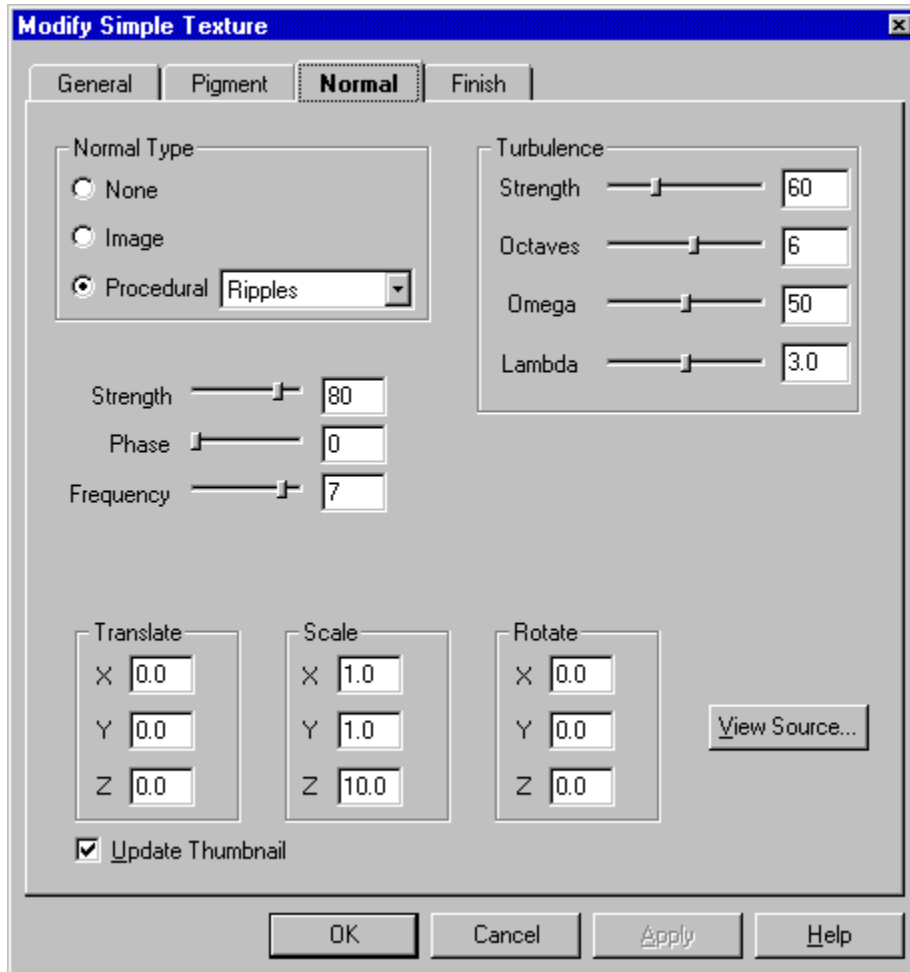 Modify Simple Texture
General Pigment Normal Finish
Normal Type
None
Image
Procedural Ripples
Turbulence
Strength 60
Octaves 6
Omega 50
Lambda 3.0
Strength 80
Phase 0
Frequency 7
Translate
X 0.0
Y 0.0
Z 0.0
Scale
X 1.0
Y 1.0
Z 10.0
Rotate
X 0.0
Y 0.0
Z 0.0
View Source...
Update Thumbnail
OK Cancel Apply Help